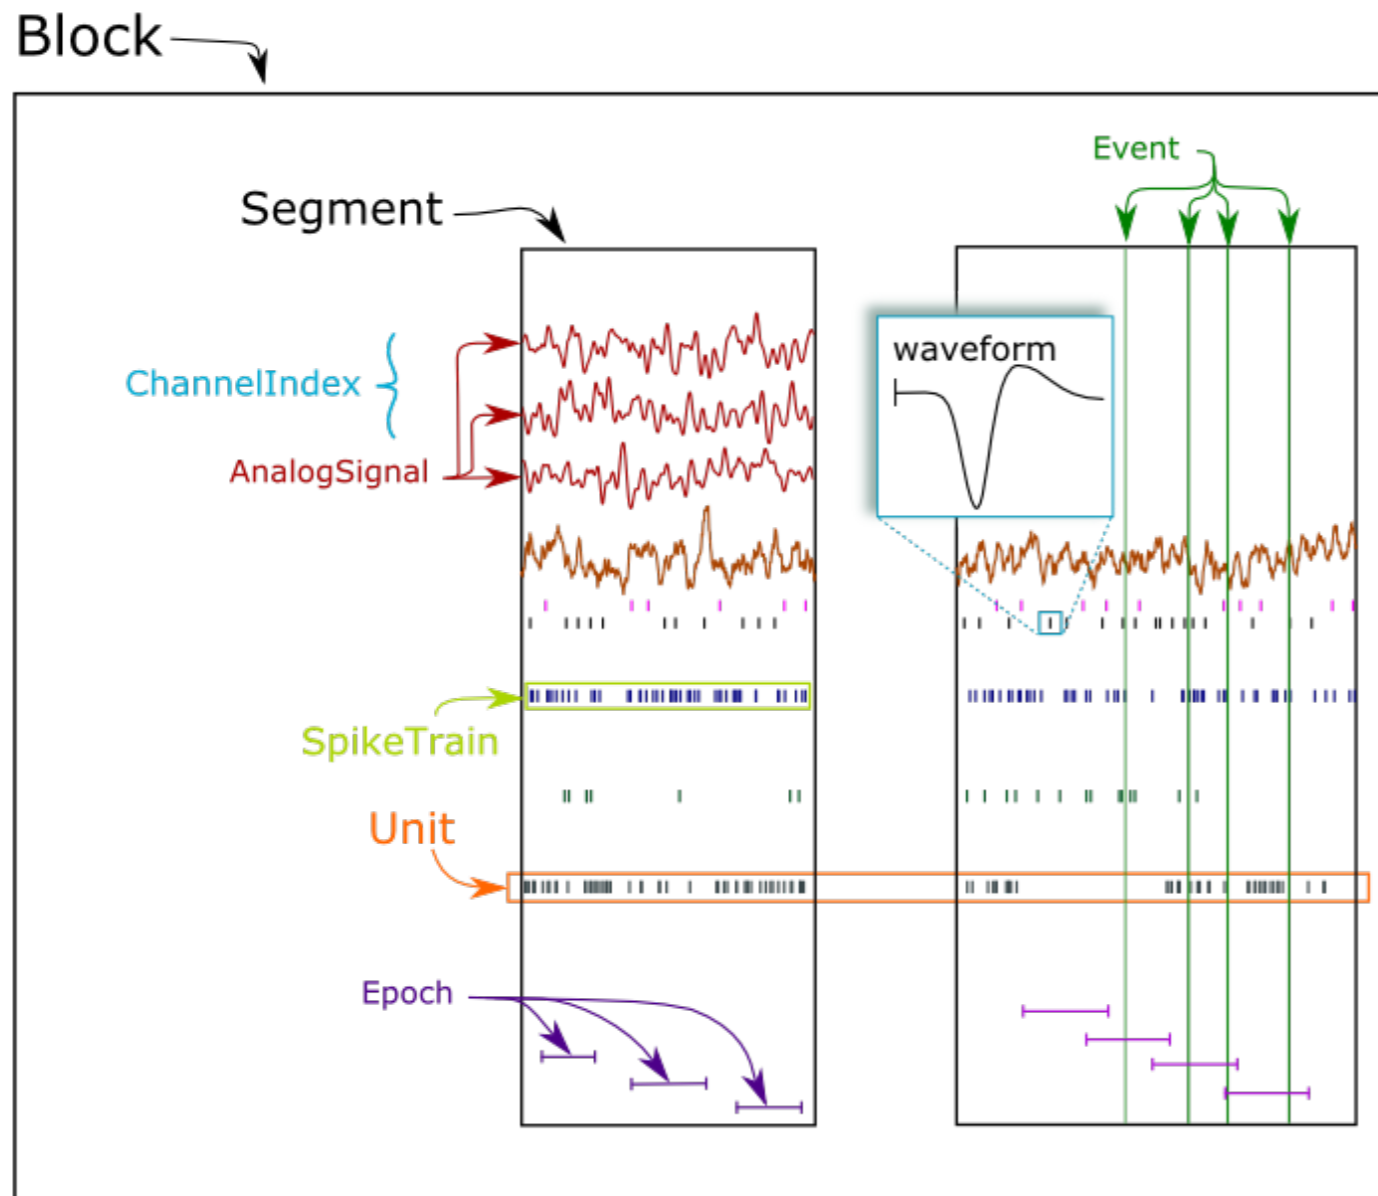 Block
Event
Segment
waveform
ChannelIndex
AnalogSignal
SpikeTrain
Unit
Epoch